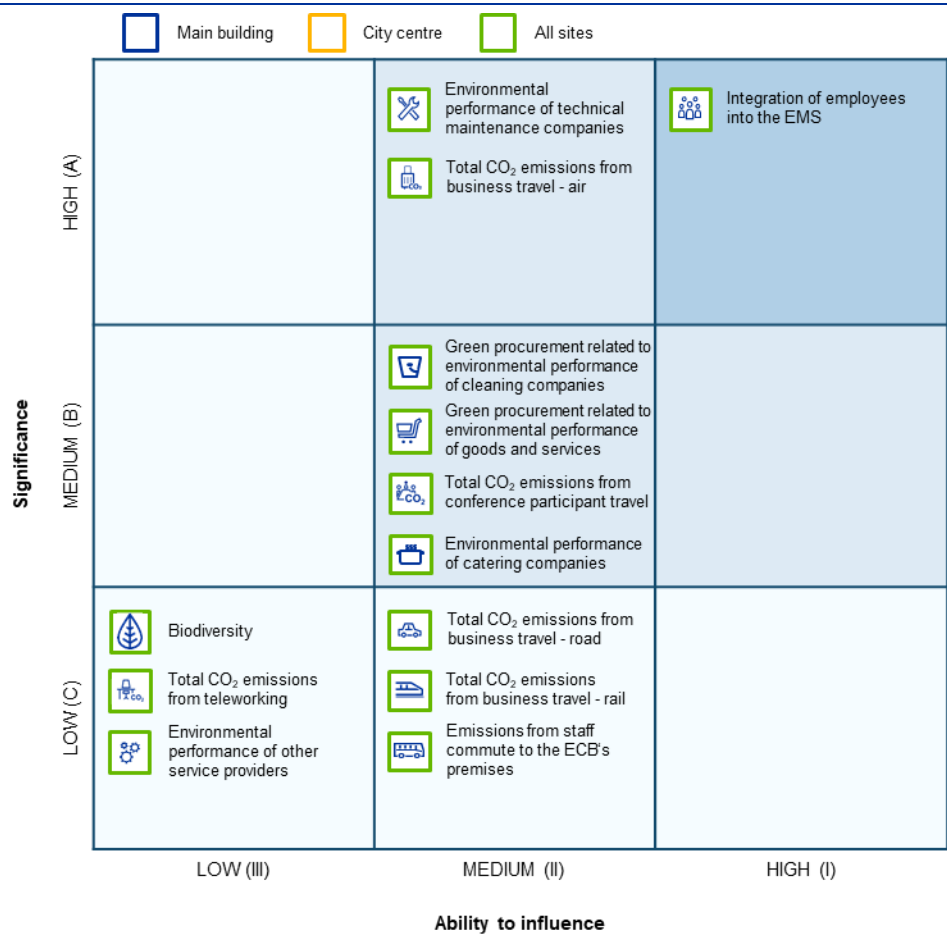 Main building
City centre
All sites
Significance
HIGH (A)
Environmental
performance of technical
maintenance companies
Total CO₂ emissions from
business travel - air
CO₂
Integration of employees
into the EMS
MEDIUM (B)
Green procurement related to
environmental performance
of cleaning companies
Green procurement related to
environmental performance
of goods and services
Total CO₂ emissions from
conference participant travel
CO₂
Environmental performance
of catering companies
LOW (C)
Biodiversity
Total CO₂ emissions
from teleworking
CO₂
Environmental
performance of other
service providers
Total CO₂ emissions from
business travel - road
Total CO₂ emissions
from business travel - rail
Emissions from staff
commute to the ECB‘s
premises
LOW (III)
MEDIUM (II)
HIGH (I)
Ability to influence